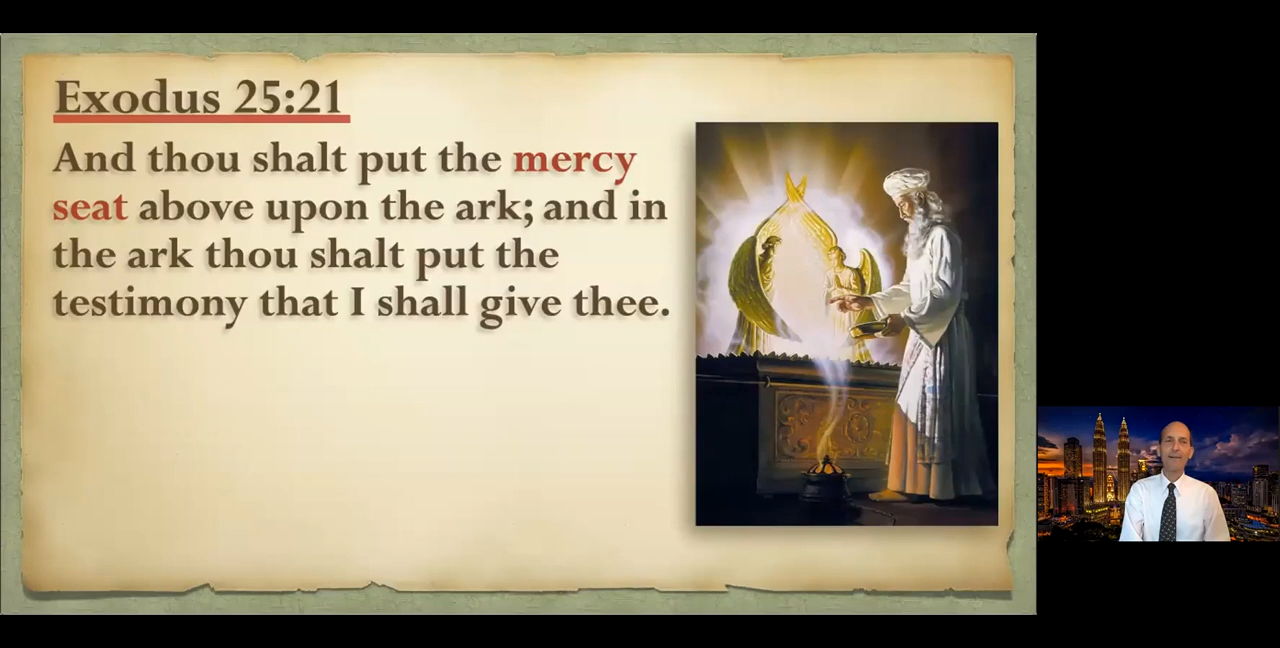 Exodus 25:21
And thou shalt put the mercy
seat above upon the ark; and in
the ark thou shalt put the
testimony that I shall give thee.